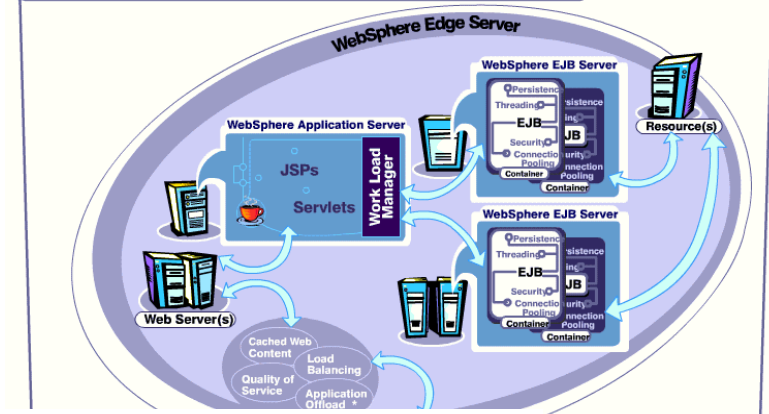 WebSphere Edge Server
WebSphere EJB Server
Persistence
Threading
EJB
Security
Connection
Pooling
Container
Container
Resource(s)
WebSphere Application Server
JSPs
Servlets
Work Load
Manager
WebSphere EJB Server
Persistence
Threading
EJB
Security
Connection
Pooling
Container
Container
Web Server(s)
Cached Web
Content
Load
Balancing
Quality of
Service
Application
Offload *